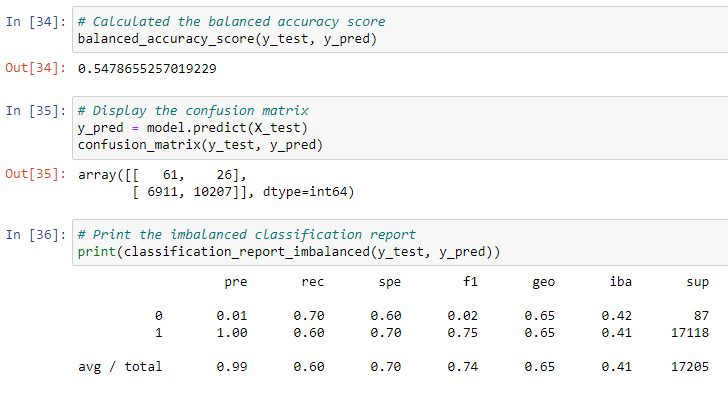 In [34]: # Calculated the balanced accuracy score
balanced_accuracy_score(y_test, y_pred)
Out[34]: 0.5478655257019229
In [35]: # Display the confusion matrix
y_pred = model.predict(X_test)
confusion_matrix(y_test, y_pred)
Out[35]: array([[   61,    26],
       [ 6911, 10207]], dtype=int64)
In [36]: # Print the imbalanced classification report
print(classification_report_imbalanced(y_test, y_pred))
pre rec spe f1 geo iba sup
0 0.01 0.70 0.60 0.02 0.65 0.42 87
1 1.00 0.60 0.70 0.75 0.65 0.41 17118
avg / total 0.99 0.60 0.70 0.74 0.65 0.41 17205